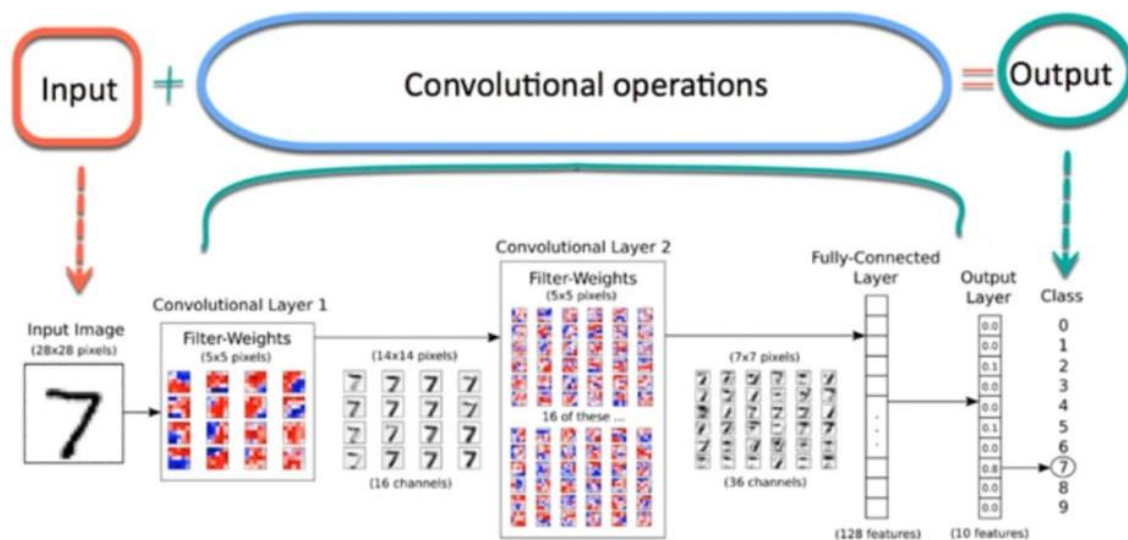 Input + Convolutional operations = Output
Input Image
(28x28 pixels)
Convolutional Layer 1
Filter-Weights
(5x5 pixels)
(14x14 pixels)
(16 channels)
Convolutional Layer 2
Filter-Weights
(5x5 pixels)
16 of these ...
(7x7 pixels)
(36 channels)
Fully-Connected
Layer
(128 features)
Output
Layer
0.0
0.0
0.1
0.0
0.0
0.1
0.0
0.8
0.0
0.0
(10 features)
Class
0
1
2
3
4
5
6
7
8
9